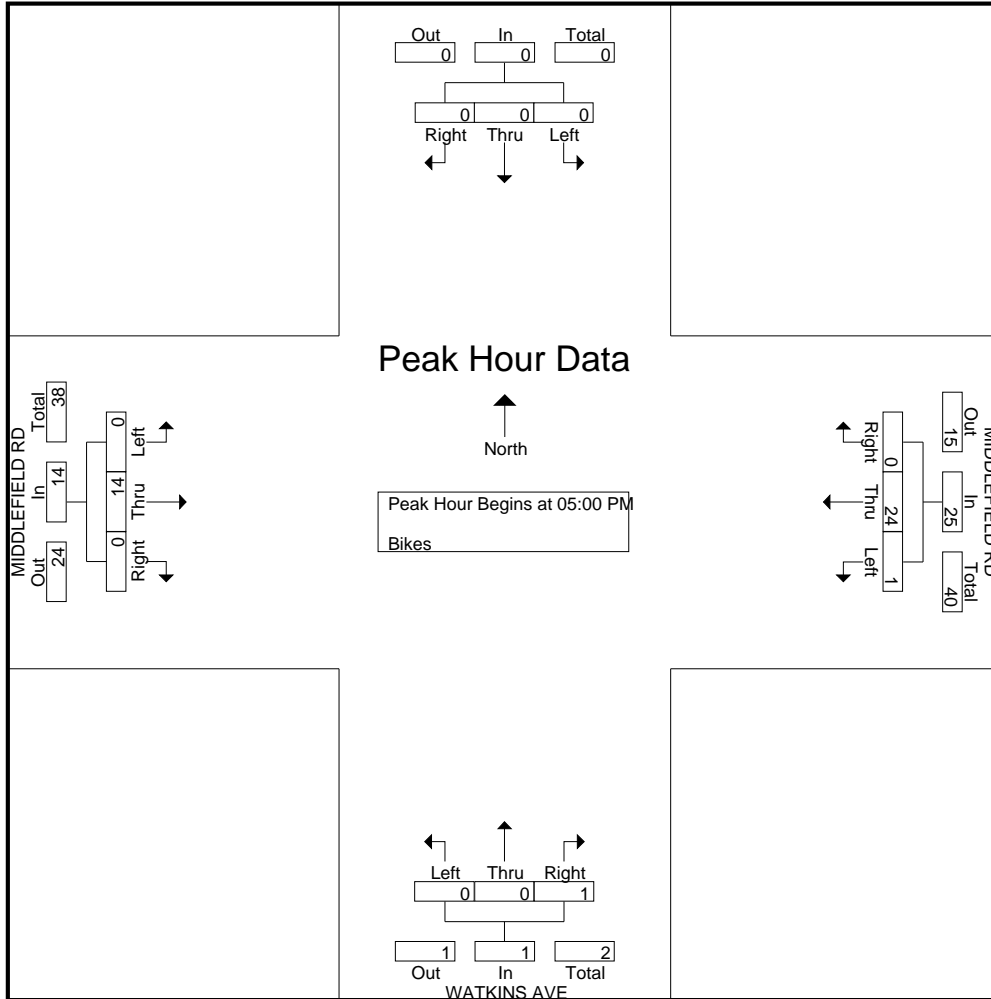 Out In Total
0 0 0
0 0 0
Right Thru Left
Peak Hour Data
North
Peak Hour Begins at 05:00 PM
Bikes
MIDDLEFIELD RD
Out In Total
24 14 38
0 14 0
Right Thru Left
Right Thru Left
0 24 1
15 25 40
Out In Total
MIDDLEFIELD RD
Left Thru Right
0 0 1
1 1 2
Out In Total
WATKINS AVE